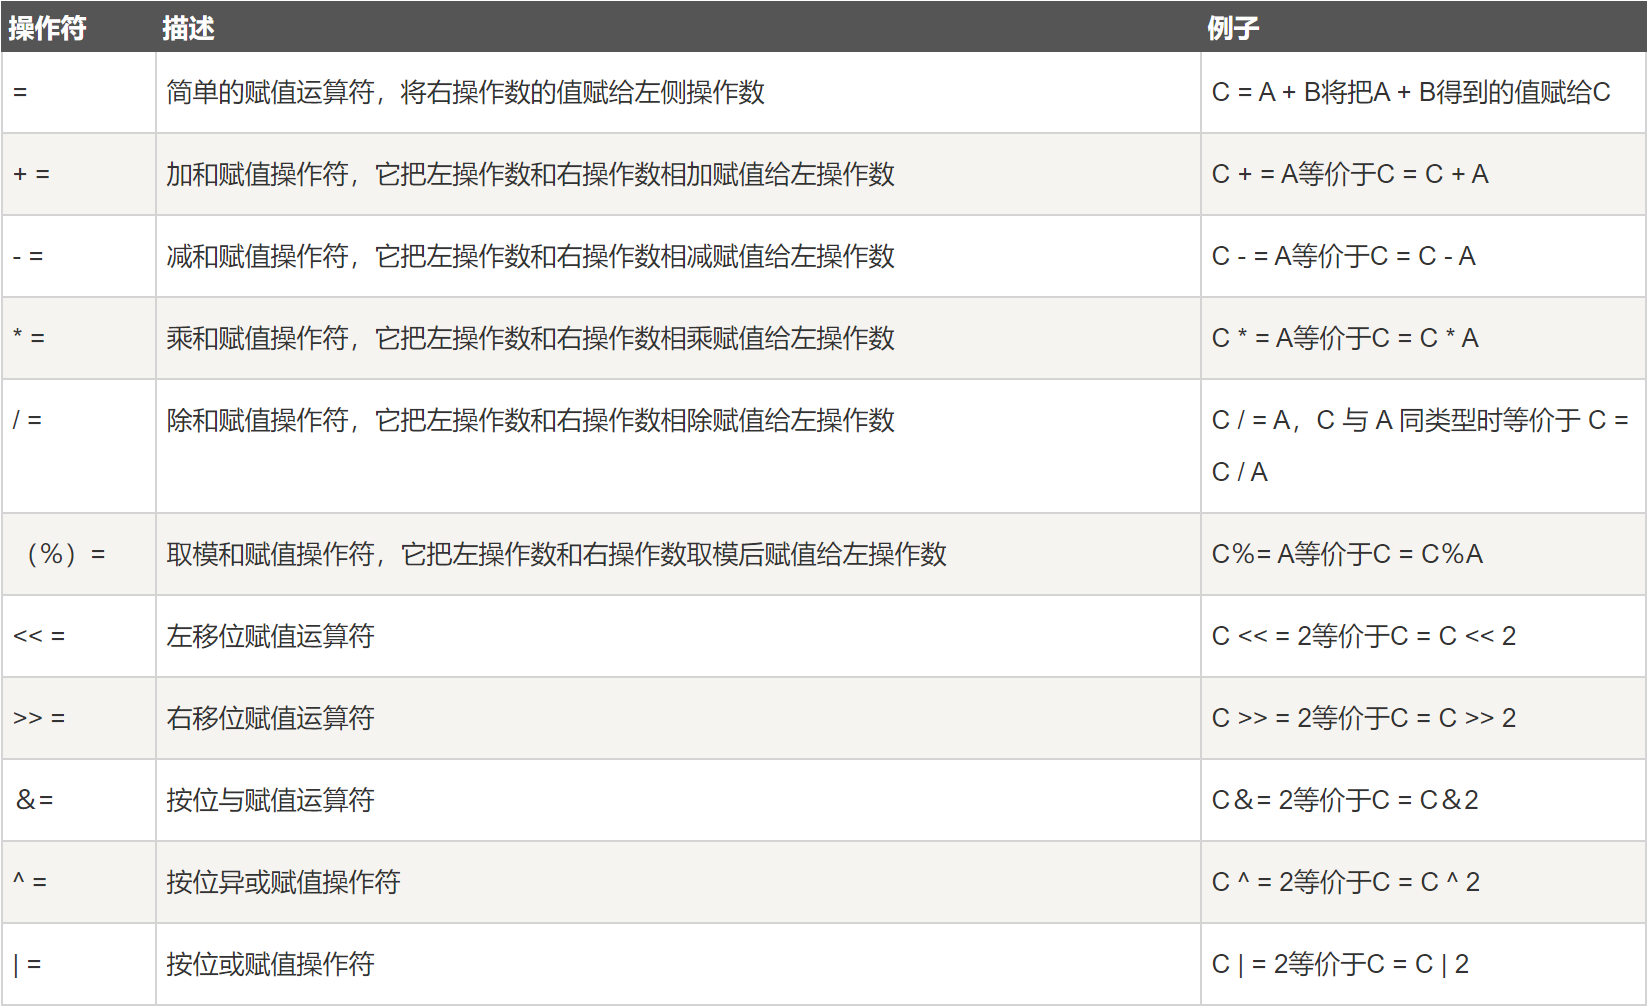 操作符 描述 例子
= 简单的赋值运算符，将右操作数的值赋给左侧操作数 C = A + B将把A + B得到的值赋给C
+ = 加和赋值操作符，它把左操作数和右操作数相加赋值给左操作数 C + = A等价于C = C + A
- = 减和赋值操作符，它把左操作数和右操作数相减赋值给左操作数 C - = A等价于C = C - A
* = 乘和赋值操作符，它把左操作数和右操作数相乘赋值给左操作数 C * = A等价于C = C * A
/ = 除和赋值操作符，它把左操作数和右操作数相除赋值给左操作数 C / = A，C 与 A 同类型时等价于 C =
C / A
（%）= 取模和赋值操作符，它把左操作数和右操作数取模后赋值给左操作数 C%= A等价于C = C%A
<< = 左移位赋值运算符 C << = 2等价于C = C << 2
>> = 右移位赋值运算符 C >> = 2等价于C = C >> 2
＆= 按位与赋值运算符 C＆= 2等价于C = C＆2
^ = 按位异或赋值操作符 C ^ = 2等价于C = C ^ 2
| = 按位或赋值操作符 C | = 2等价于C = C | 2